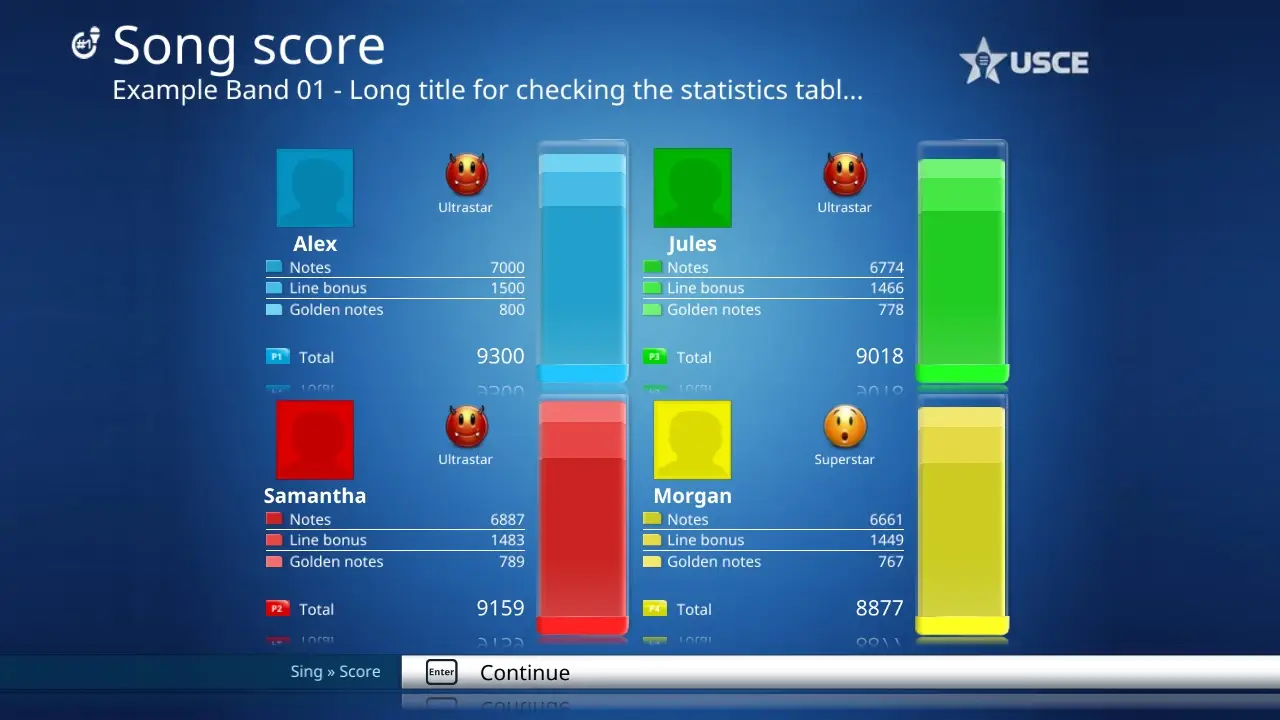 #1 Song score
USCE
Example Band 01 - Long title for checking the statistics tabl...
Ultrastar
Alex
Notes 7000
Line bonus 1500
Golden notes 800
P1 Total 9300
Ultrastar
Jules
Notes 6774
Line bonus 1466
Golden notes 778
P3 Total 9018
Ultrastar
Samantha
Notes 6887
Line bonus 1483
Golden notes 789
P2 Total 9159
Superstar
Morgan
Notes 6661
Line bonus 1449
Golden notes 767
P4 Total 8877
Sing » Score
Enter Continue